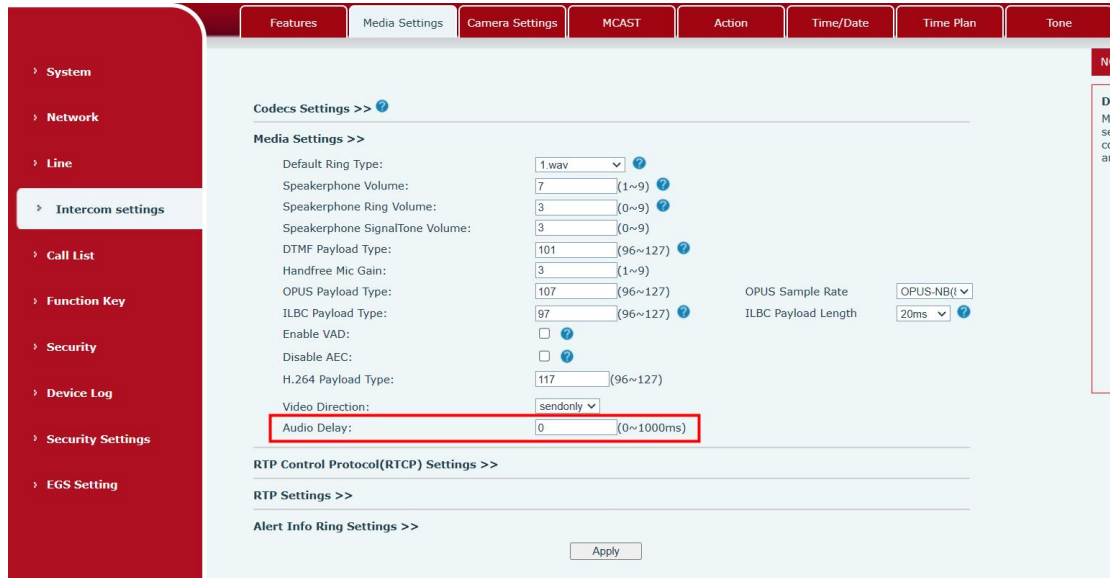 Features Media Settings Camera Settings MCAST Action Time/Date Time Plan Tone
System
Network
Line
Intercom settings
Call List
Function Key
Security
Device Log
Security Settings
EGS Setting
Codecs Settings >> ?
Media Settings >>
Default Ring Type: 1.wav ?
Speakerphone Volume: 7 (1~9) ?
Speakerphone Ring Volume: 3 (0~9) ?
Speakerphone SignalTone Volume: 3 (0~9)
DTMF Payload Type: 101 (96~127) ?
Handfree Mic Gain: 3 (1~9)
OPUS Payload Type: 107 (96~127) OPUS Sample Rate OPUS-NB(
ILBC Payload Type: 97 (96~127) ? ILBC Payload Length 20ms ?
Enable VAD: ?
Disable AEC: ?
H.264 Payload Type: 117 (96~127)
Video Direction: sendonly
Audio Delay: 0 (0~1000ms)
RTP Control Protocol(RTCP) Settings >>
RTP Settings >>
Alert Info Ring Settings >>
Apply